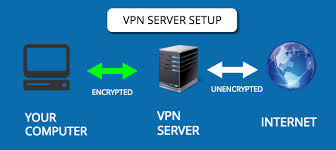 VPN SERVER SETUP
ENCRYPTED
UNENCRYPTED
YOUR
COMPUTER
VPN
SERVER
INTERNET